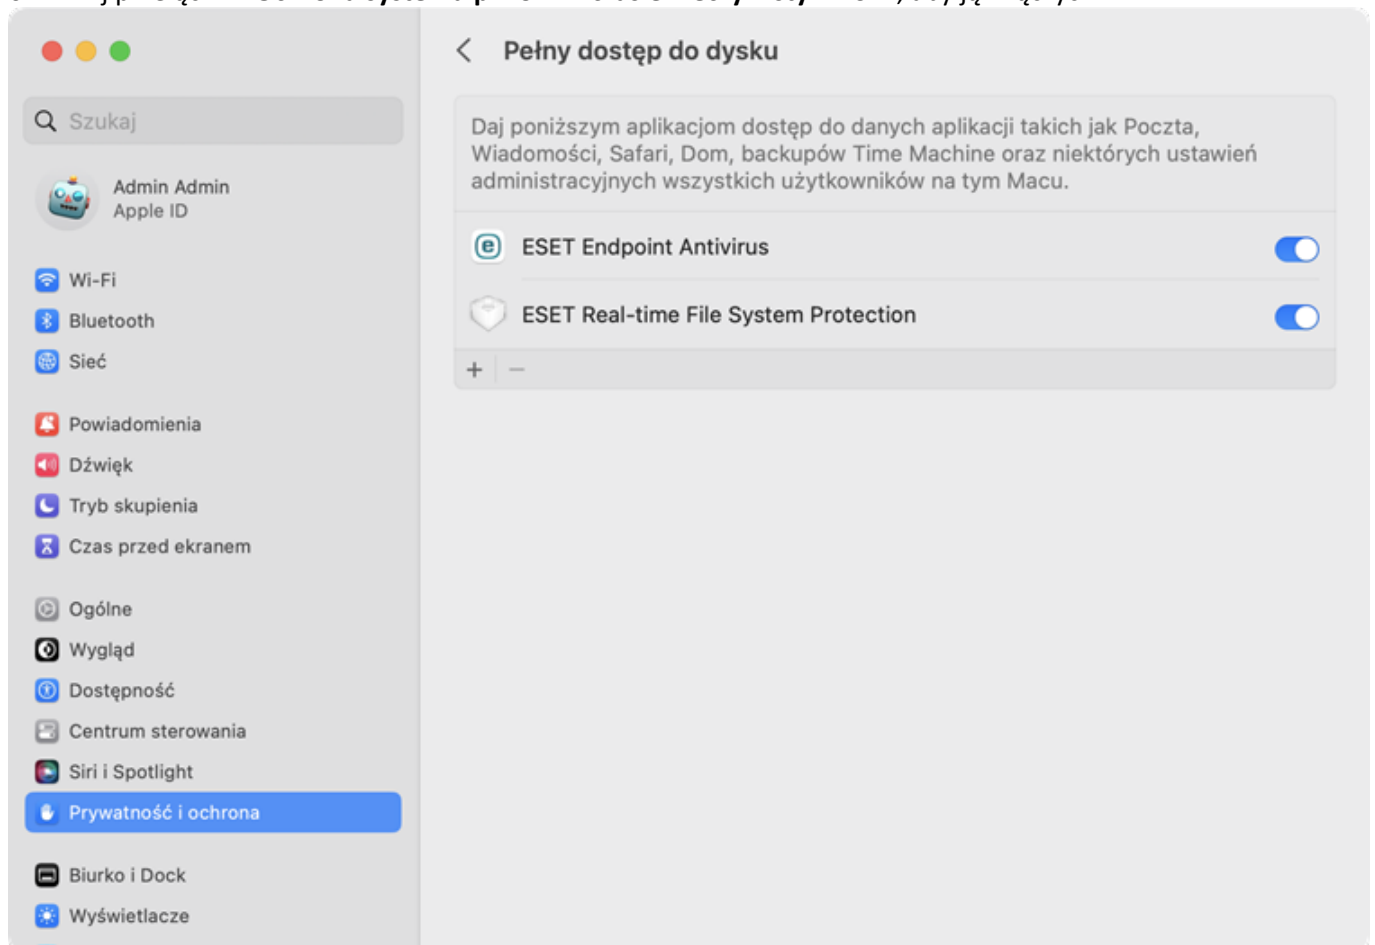 Szukaj
Admin Admin
Apple ID
Wi-Fi
Bluetooth
Sieć
Powiadomienia
Dźwięk
Tryb skupienia
Czas przed ekranem
Ogólne
Wygląd
Dostępność
Centrum sterowania
Siri i Spotlight
Prywatność i ochrona
Biurko i Dock
Wyświetlacze
Pełny dostęp do dysku
Daj poniższym aplikacjom dostęp do danych aplikacji takich jak Poczta,
Wiadomości, Safari, Dom, backupów Time Machine oraz niektórych ustawień
administracyjnych wszystkich użytkowników na tym Macu.
ESET Endpoint Antivirus
ESET Real-time File System Protection